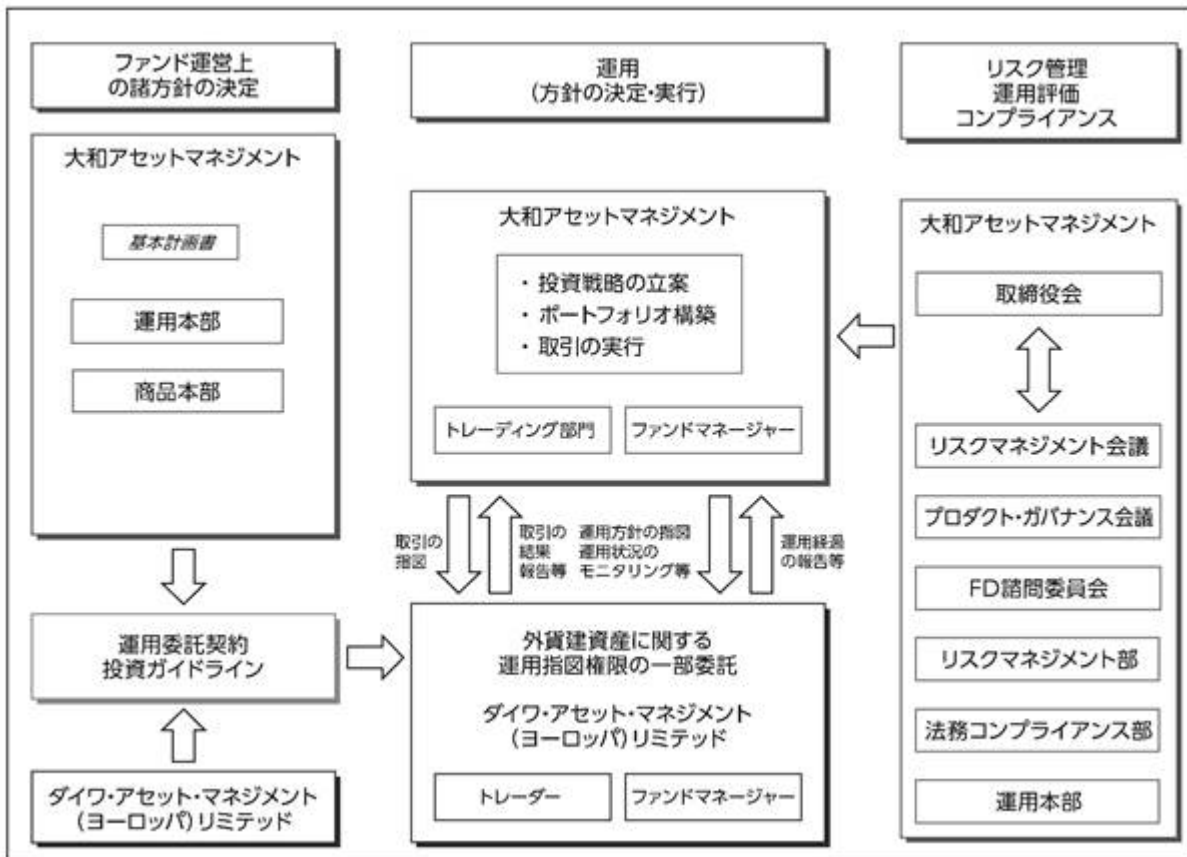 ファンド運営上
の諸方針の決定
大和アセットマネジメント
基本計画書
運用本部
商品本部
運用委託契約
投資ガイドライン
ダイワ・アセット・マネジメント
(ヨーロッパ)リミテッド
運用
(方針の決定・実行)
大和アセットマネジメント
・ 投資戦略の立案
・ ポートフォリオ構築
・ 取引の実行
トレーディング部門
ファンドマネージャー
取引の
指図
取引の
結果
報告等
運用方針の指図
運用状況の
モニタリング等
運用経過
の報告等
外貨建資産に関する
運用指図権限の一部委託
ダイワ・アセット・マネジメント
(ヨーロッパ)リミテッド
トレーダー
ファンドマネージャー
リスク管理
運用評価
コンプライアンス
大和アセットマネジメント
取締役会
リスクマネジメント会議
プロダクト・ガバナンス会議
FD諮問委員会
リスクマネジメント部
法務コンプライアンス部
運用本部